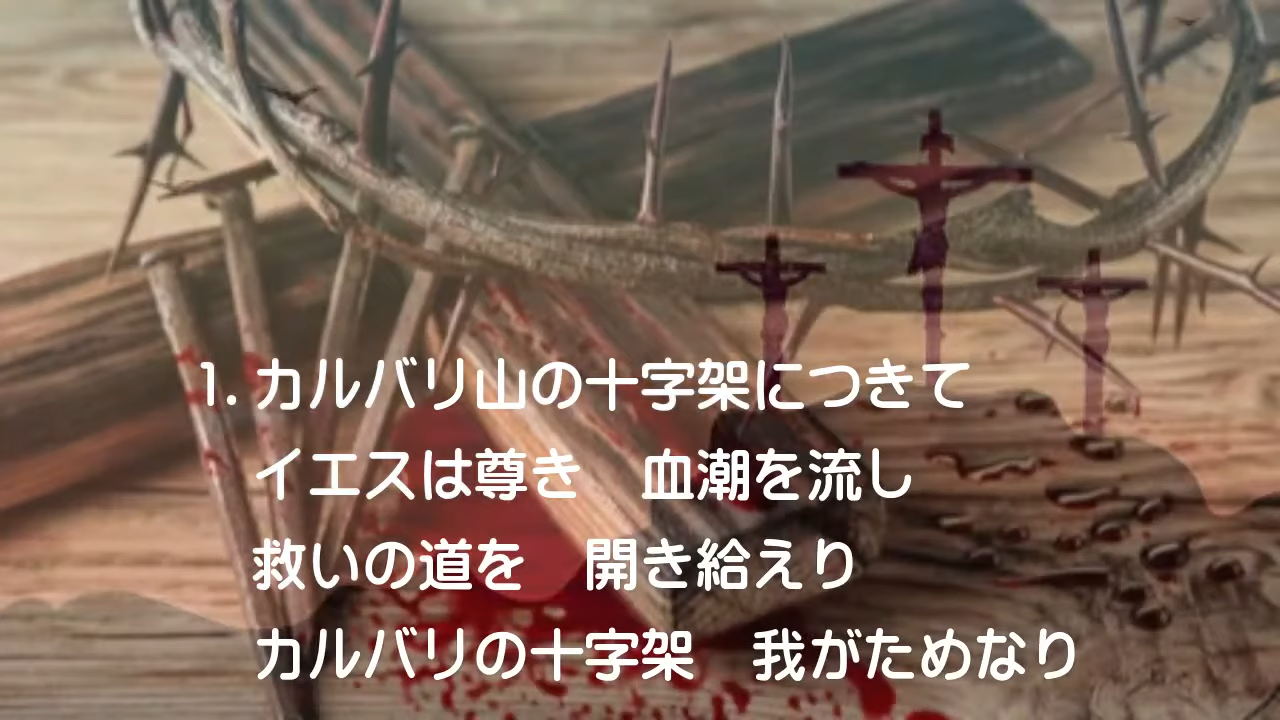 1. カルバリ山の十字架につきて
イエスは尊き　血潮を流し
救いの道を　開き給えり
カルバリの十字架　我がためなり